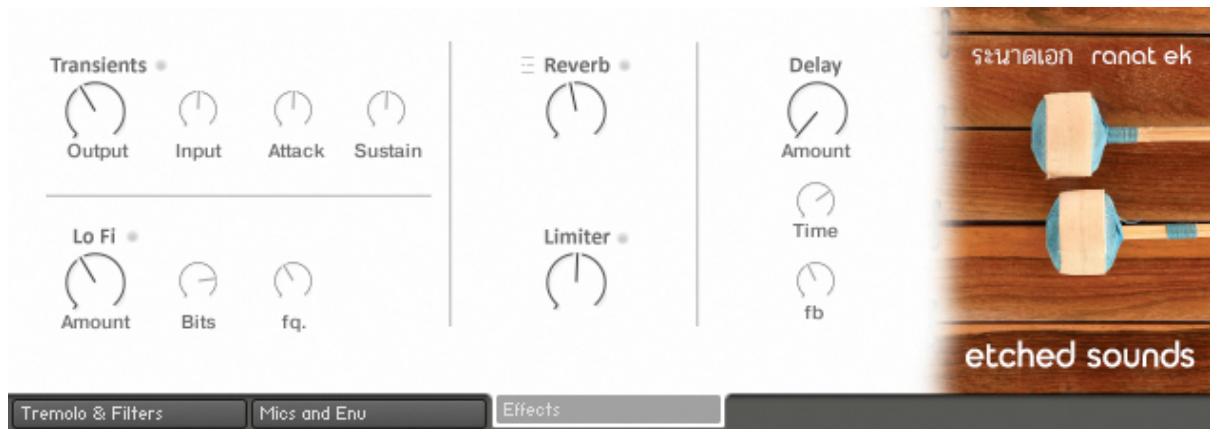 Transients
Output Input Attack Sustain
Lo Fi
Amount Bits fq.
Reverb
Limiter
Delay
Amount
Time
fb
ระนาดเอก ranat ek
etched sounds
Tremolo & Filters Mics and Env Effects